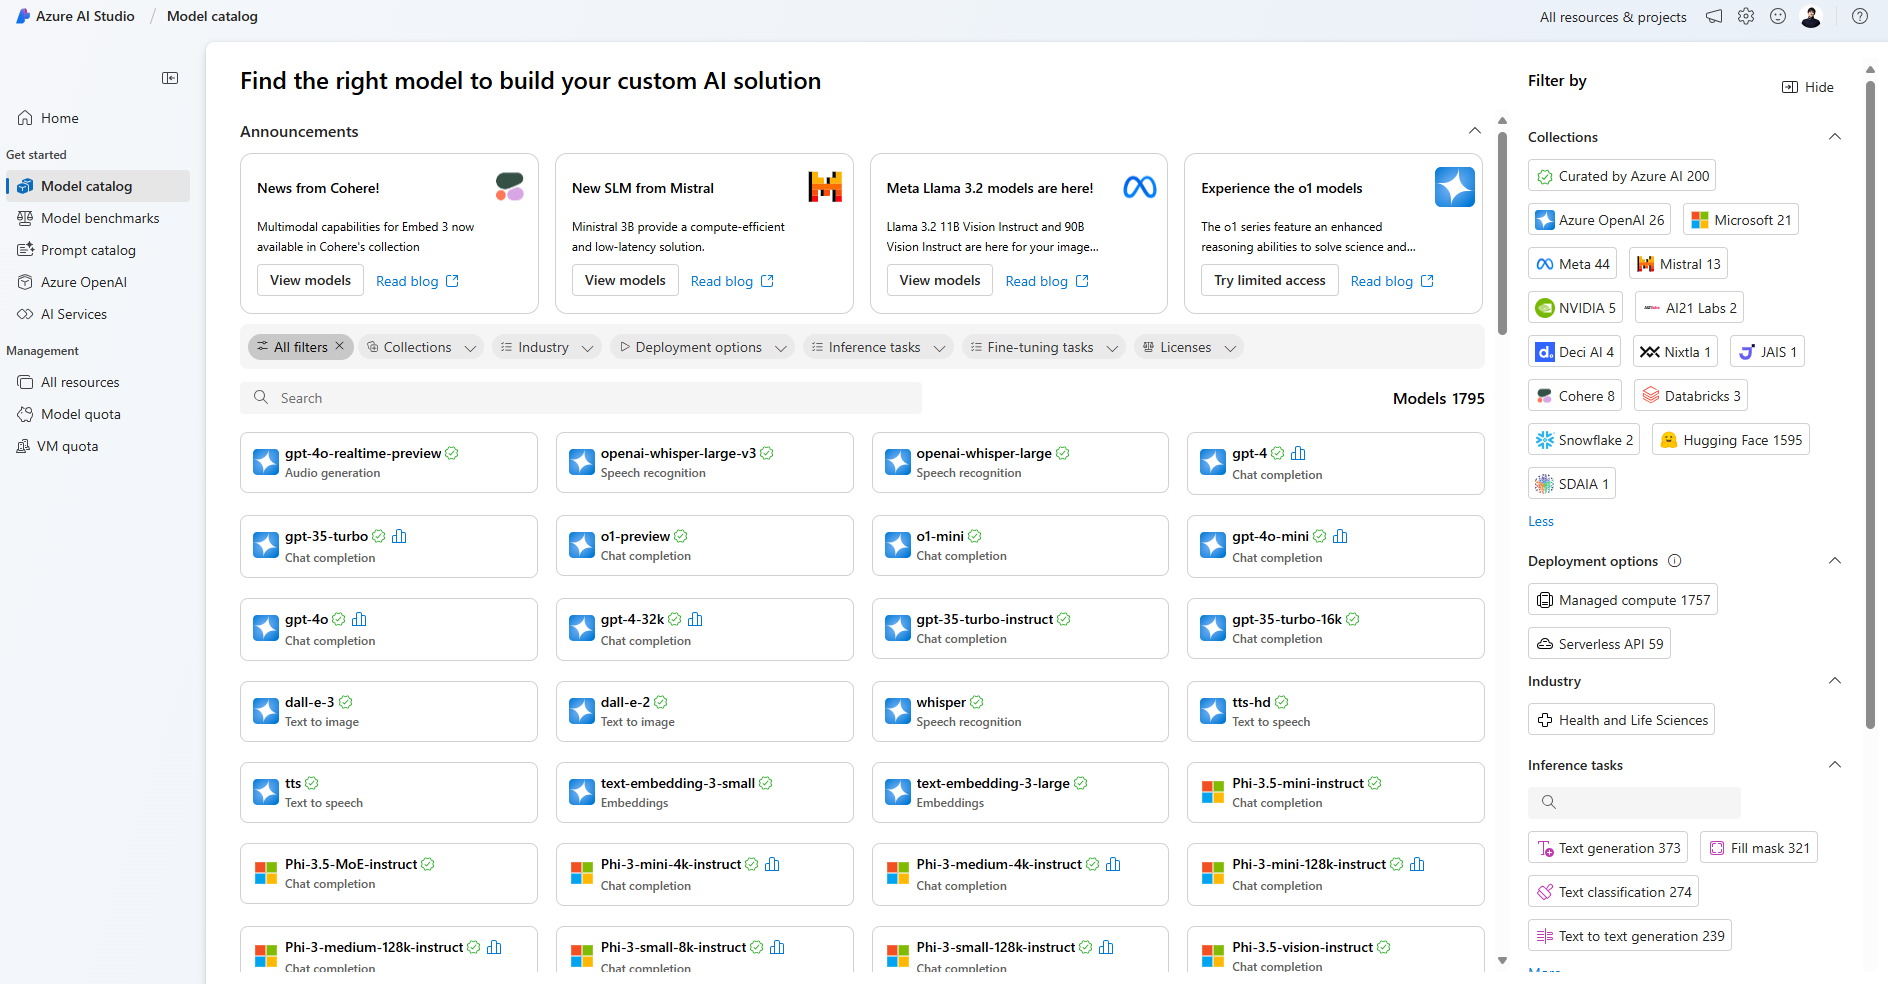 Azure AI Studio / Model catalog
All resources & projects
Home
Get started
Model catalog
Model benchmarks
Prompt catalog
Azure OpenAI
AI Services
Management
All resources
Model quota
VM quota
Find the right model to build your custom AI solution
Announcements
News from Cohere!
Multimodal capabilities for Embed 3 now
available in Cohere's collection
View models Read blog
New SLM from Mistral
Ministral 3B provide a compute-efficient
and low-latency solution.
View models Read blog
Meta Llama 3.2 models are here!
Llama 3.2 11B Vision Instruct and 90B
Vision Instruct are here for your image...
View models Read blog
Experience the o1 models
The o1 series feature an enhanced
reasoning abilities to solve science and...
Try limited access Read blog
All filters Collections Industry Deployment options Inference tasks Fine-tuning tasks Licenses
Search
Models 1795
gpt-4o-realtime-preview
Audio generation
openai-whisper-large-v3
Speech recognition
openai-whisper-large
Speech recognition
gpt-4
Chat completion
gpt-35-turbo
Chat completion
o1-preview
Chat completion
o1-mini
Chat completion
gpt-4o-mini
Chat completion
gpt-4o
Chat completion
gpt-4-32k
Chat completion
gpt-35-turbo-instruct
Chat completion
gpt-35-turbo-16k
Chat completion
dall-e-3
Text to image
dall-e-2
Text to image
whisper
Speech recognition
tts-hd
Text to speech
tts
Text to speech
text-embedding-3-small
Embeddings
text-embedding-3-large
Embeddings
Phi-3.5-mini-instruct
Chat completion
Phi-3.5-MoE-instruct
Chat completion
Phi-3-mini-4k-instruct
Chat completion
Phi-3-medium-4k-instruct
Chat completion
Phi-3-mini-128k-instruct
Chat completion
Phi-3-medium-128k-instruct
Chat completion
Phi-3-small-8k-instruct
Chat completion
Phi-3-small-128k-instruct
Chat completion
Phi-3.5-vision-instruct
Chat completion
Filter by
Hide
Collections
Curated by Azure AI 200
Azure OpenAI 26 Microsoft 21
Meta 44 Mistral 13
NVIDIA 5 AI21 Labs 2
Deci AI 4 Nixtla 1 JAIS 1
Cohere 8 Databricks 3
Snowflake 2 Hugging Face 1595
SDAIA 1
Less
Deployment options
Managed compute 1757
Serverless API 59
Industry
Health and Life Sciences
Inference tasks
Text generation 373 Fill mask 321
Text classification 274
Text to text generation 239